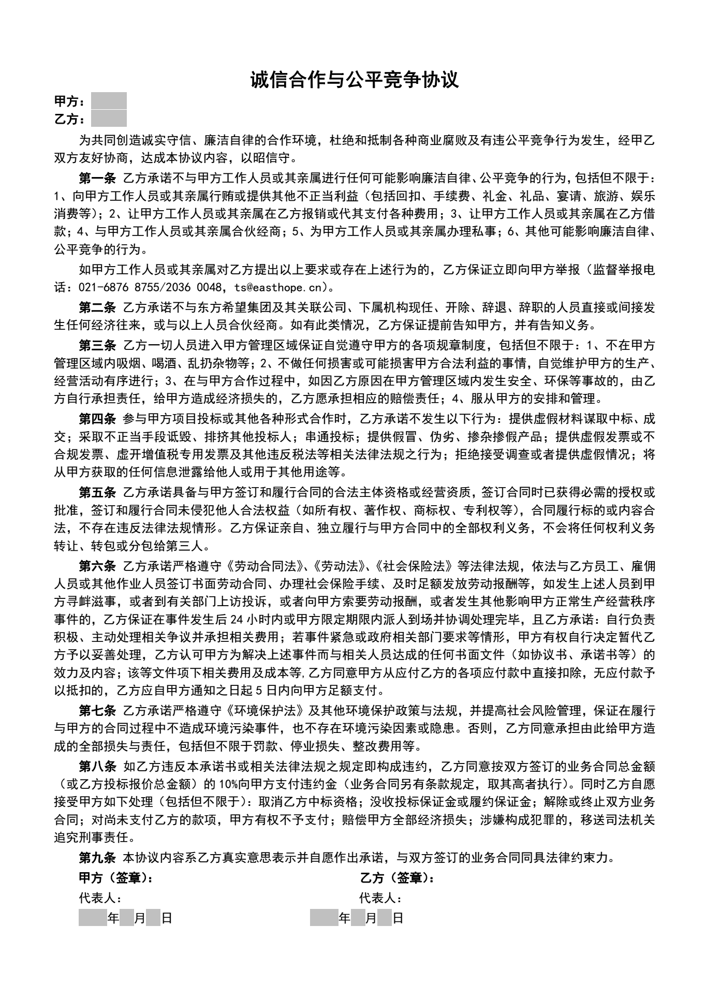 诚信合作与公平竞争协议
甲方：
乙方：
为共同创造诚实守信、廉洁自律的合作环境，杜绝和抵制各种商业腐败及有违公平竞争行为发生，经甲乙
双方友好协商，达成本协议内容，以昭信守。
第一条 乙方承诺不与甲方工作人员或其亲属进行任何可能影响廉洁自律、公平竞争的行为，包括但不限于：
1、向甲方工作人员或其亲属行贿或提供其他不正当利益（包括回扣、手续费、礼金、礼品、宴请、旅游、娱乐
消费等）；2、让甲方工作人员或其亲属在乙方报销或代其支付各种费用；3、让甲方工作人员或其亲属在乙方借
款；4、与甲方工作人员或其亲属合伙经商；5、为甲方工作人员或其亲属办理私事；6、其他可能影响廉洁自律、
公平竞争的行为。
如甲方工作人员或其亲属对乙方提出以上要求或存在上述行为的，乙方保证立即向甲方举报（监督举报电
话：021-6876 8755/2036 0048，ts@easthope.cn）。
第二条 乙方承诺不与东方希望集团及其关联公司、下属机构现任、开除、辞退、辞职的人员直接或间接发
生任何经济往来，或与以上人员合伙经商。如有此类情况，乙方保证提前告知甲方，并有告知义务。
第三条 乙方一切人员进入甲方管理区域保证自觉遵守甲方的各项规章制度，包括但不限于：1、不在甲方
管理区域内吸烟、喝酒、乱扔杂物等；2、不做任何损害或可能损害甲方合法利益的事情，自觉维护甲方的生产、
经营活动有序进行；3、在与甲方合作过程中，如因乙方原因在甲方管理区域内发生安全、环保等事故的，由乙
方自行承担责任，给甲方造成经济损失的，乙方愿承担相应的赔偿责任；4、服从甲方的安排和管理。
第四条 参与甲方项目投标或其他各种形式合作时，乙方承诺不发生以下行为：提供虚假材料谋取中标、成
交；采取不正当手段诋毁、排挤其他投标人；串通投标；提供假冒、伪劣、掺杂掺假产品；提供虚假发票或不
合规发票、虚开增值税专用发票及其他违反税法等相关法律法规之行为；拒绝接受调查或者提供虚假情况；将
从甲方获取的任何信息泄露给他人或用于其他用途等。
第五条 乙方承诺具备与甲方签订和履行合同的合法主体资格或经营资质，签订合同时已获得必需的授权或
批准，签订和履行合同未侵犯他人合法权益（如所有权、著作权、商标权、专利权等），合同履行标的或内容合
法，不存在违反法律法规情形。乙方保证亲自、独立履行与甲方合同中的全部权利义务，不会将任何权利义务
转让、转包或分包给第三人。
第六条 乙方承诺严格遵守《劳动合同法》、《劳动法》、《社会保险法》等法律法规，依法与乙方员工、雇佣
人员或其他作业人员签订书面劳动合同、办理社会保险手续、及时足额发放劳动报酬等，如发生上述人员到甲
方寻衅滋事，或者到有关部门上访投诉，或者向甲方索要劳动报酬，或者发生其他影响甲方正常生产经营秩序
事件的，乙方保证在事件发生后 24 小时内或甲方限定期限内派人到场并协调处理完毕，且乙方承诺：自行负责
积极、主动处理相关争议并承担相关费用；若事件紧急或政府相关部门要求等情形，甲方有权自行决定暂代乙
方予以妥善处理，乙方认可甲方为解决上述事件而与相关人员达成的任何书面文件（如协议书、承诺书等）的
效力及内容；该等文件项下相关费用及成本等,乙方同意甲方从应付乙方的各项应付款中直接扣除，无应付款予
以抵扣的，乙方应自甲方通知之日起 5 日内向甲方足额支付。
第七条 乙方承诺严格遵守《环境保护法》及其他环境保护政策与法规，并提高社会风险管理，保证在履行
与甲方的合同过程中不造成环境污染事件，也不存在环境污染因素或隐患。否则，乙方同意承担由此给甲方造
成的全部损失与责任，包括但不限于罚款、停业损失、整改费用等。
第八条 如乙方违反本承诺书或相关法律法规之规定即构成违约，乙方同意按双方签订的业务合同总金额
（或乙方投标报价总金额）的 10%向甲方支付违约金（业务合同另有条款规定，取其高者执行）。同时乙方自愿
接受甲方如下处理（包括但不限于）：取消乙方中标资格；没收投标保证金或履约保证金；解除或终止双方业务
合同；对尚未支付乙方的款项，甲方有权不予支付；赔偿甲方全部经济损失；涉嫌构成犯罪的，移送司法机关
追究刑事责任。
第九条 本协议内容系乙方真实意思表示并自愿作出承诺，与双方签订的业务合同同具法律约束力。
甲方（签章）： 乙方（签章）：
代表人： 代表人：
年 月 日 年 月 日